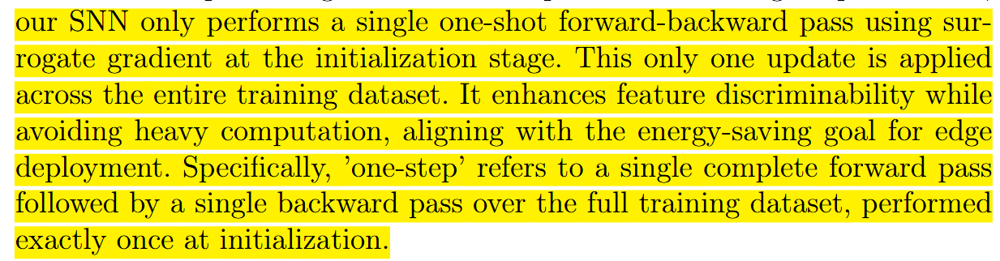 our SNN only performs a single one-shot forward-backward pass using sur-
rogate gradient at the initialization stage. This only one update is applied
across the entire training dataset. It enhances feature discriminability while
avoiding heavy computation, aligning with the energy-saving goal for edge
deployment. Specifically, ’one-step’ refers to a single complete forward pass
followed by a single backward pass over the full training dataset, performed
exactly once at initialization.